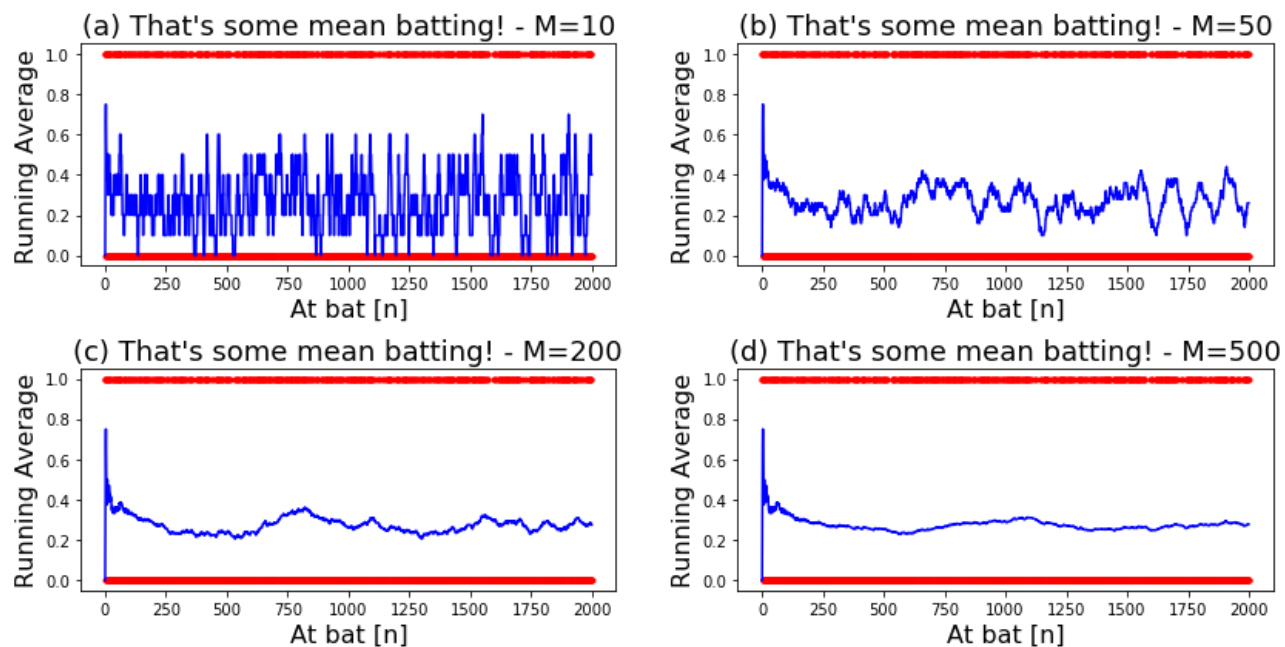 (a) That's some mean batting! - M=10
Running Average
1.0
0.8
0.6
0.4
0.2
0.0
0 250 500 750 1000 1250 1500 1750 2000
At bat [n]
(b) That's some mean batting! - M=50
Running Average
1.0
0.8
0.6
0.4
0.2
0.0
0 250 500 750 1000 1250 1500 1750 2000
At bat [n]
(c) That's some mean batting! - M=200
Running Average
1.0
0.8
0.6
0.4
0.2
0.0
0 250 500 750 1000 1250 1500 1750 2000
At bat [n]
(d) That's some mean batting! - M=500
Running Average
1.0
0.8
0.6
0.4
0.2
0.0
0 250 500 750 1000 1250 1500 1750 2000
At bat [n]